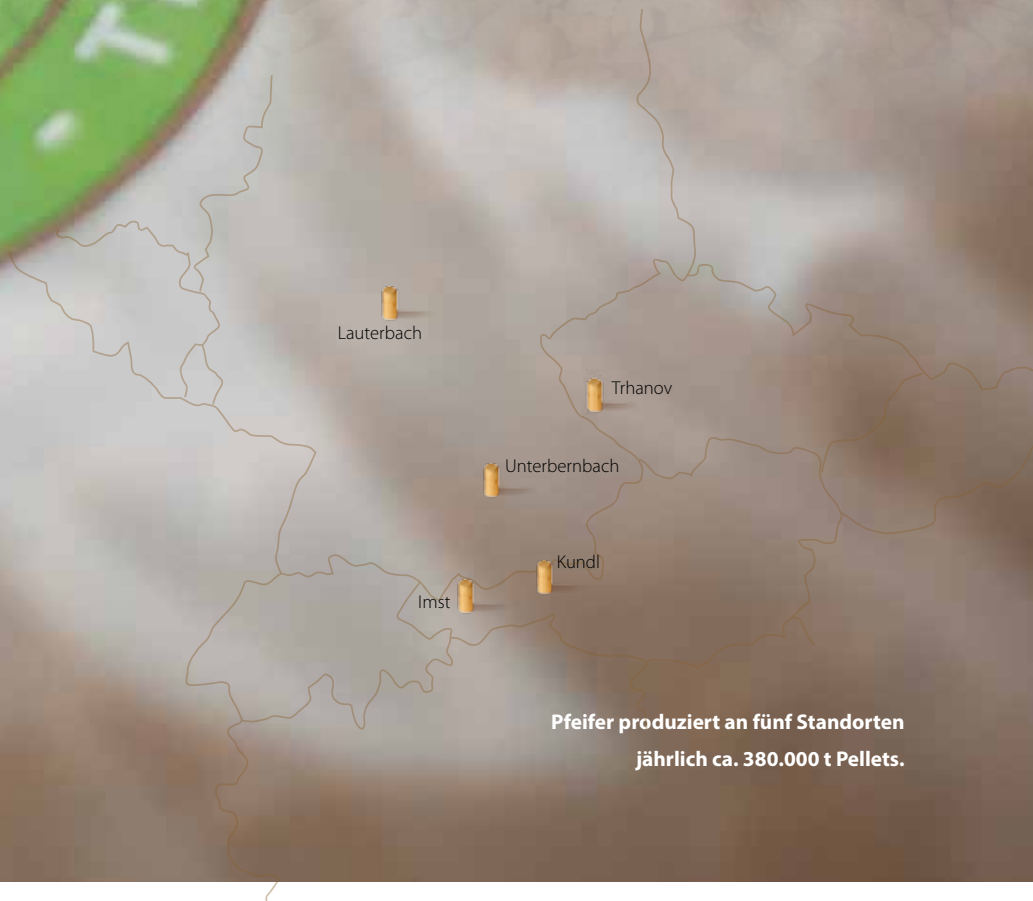 Lauterbach
Trhanov
Unterbernbach
Kundl
Imst
Pfeifer produziert an fünf Standorten
jährlich ca. 380.000 t Pellets.